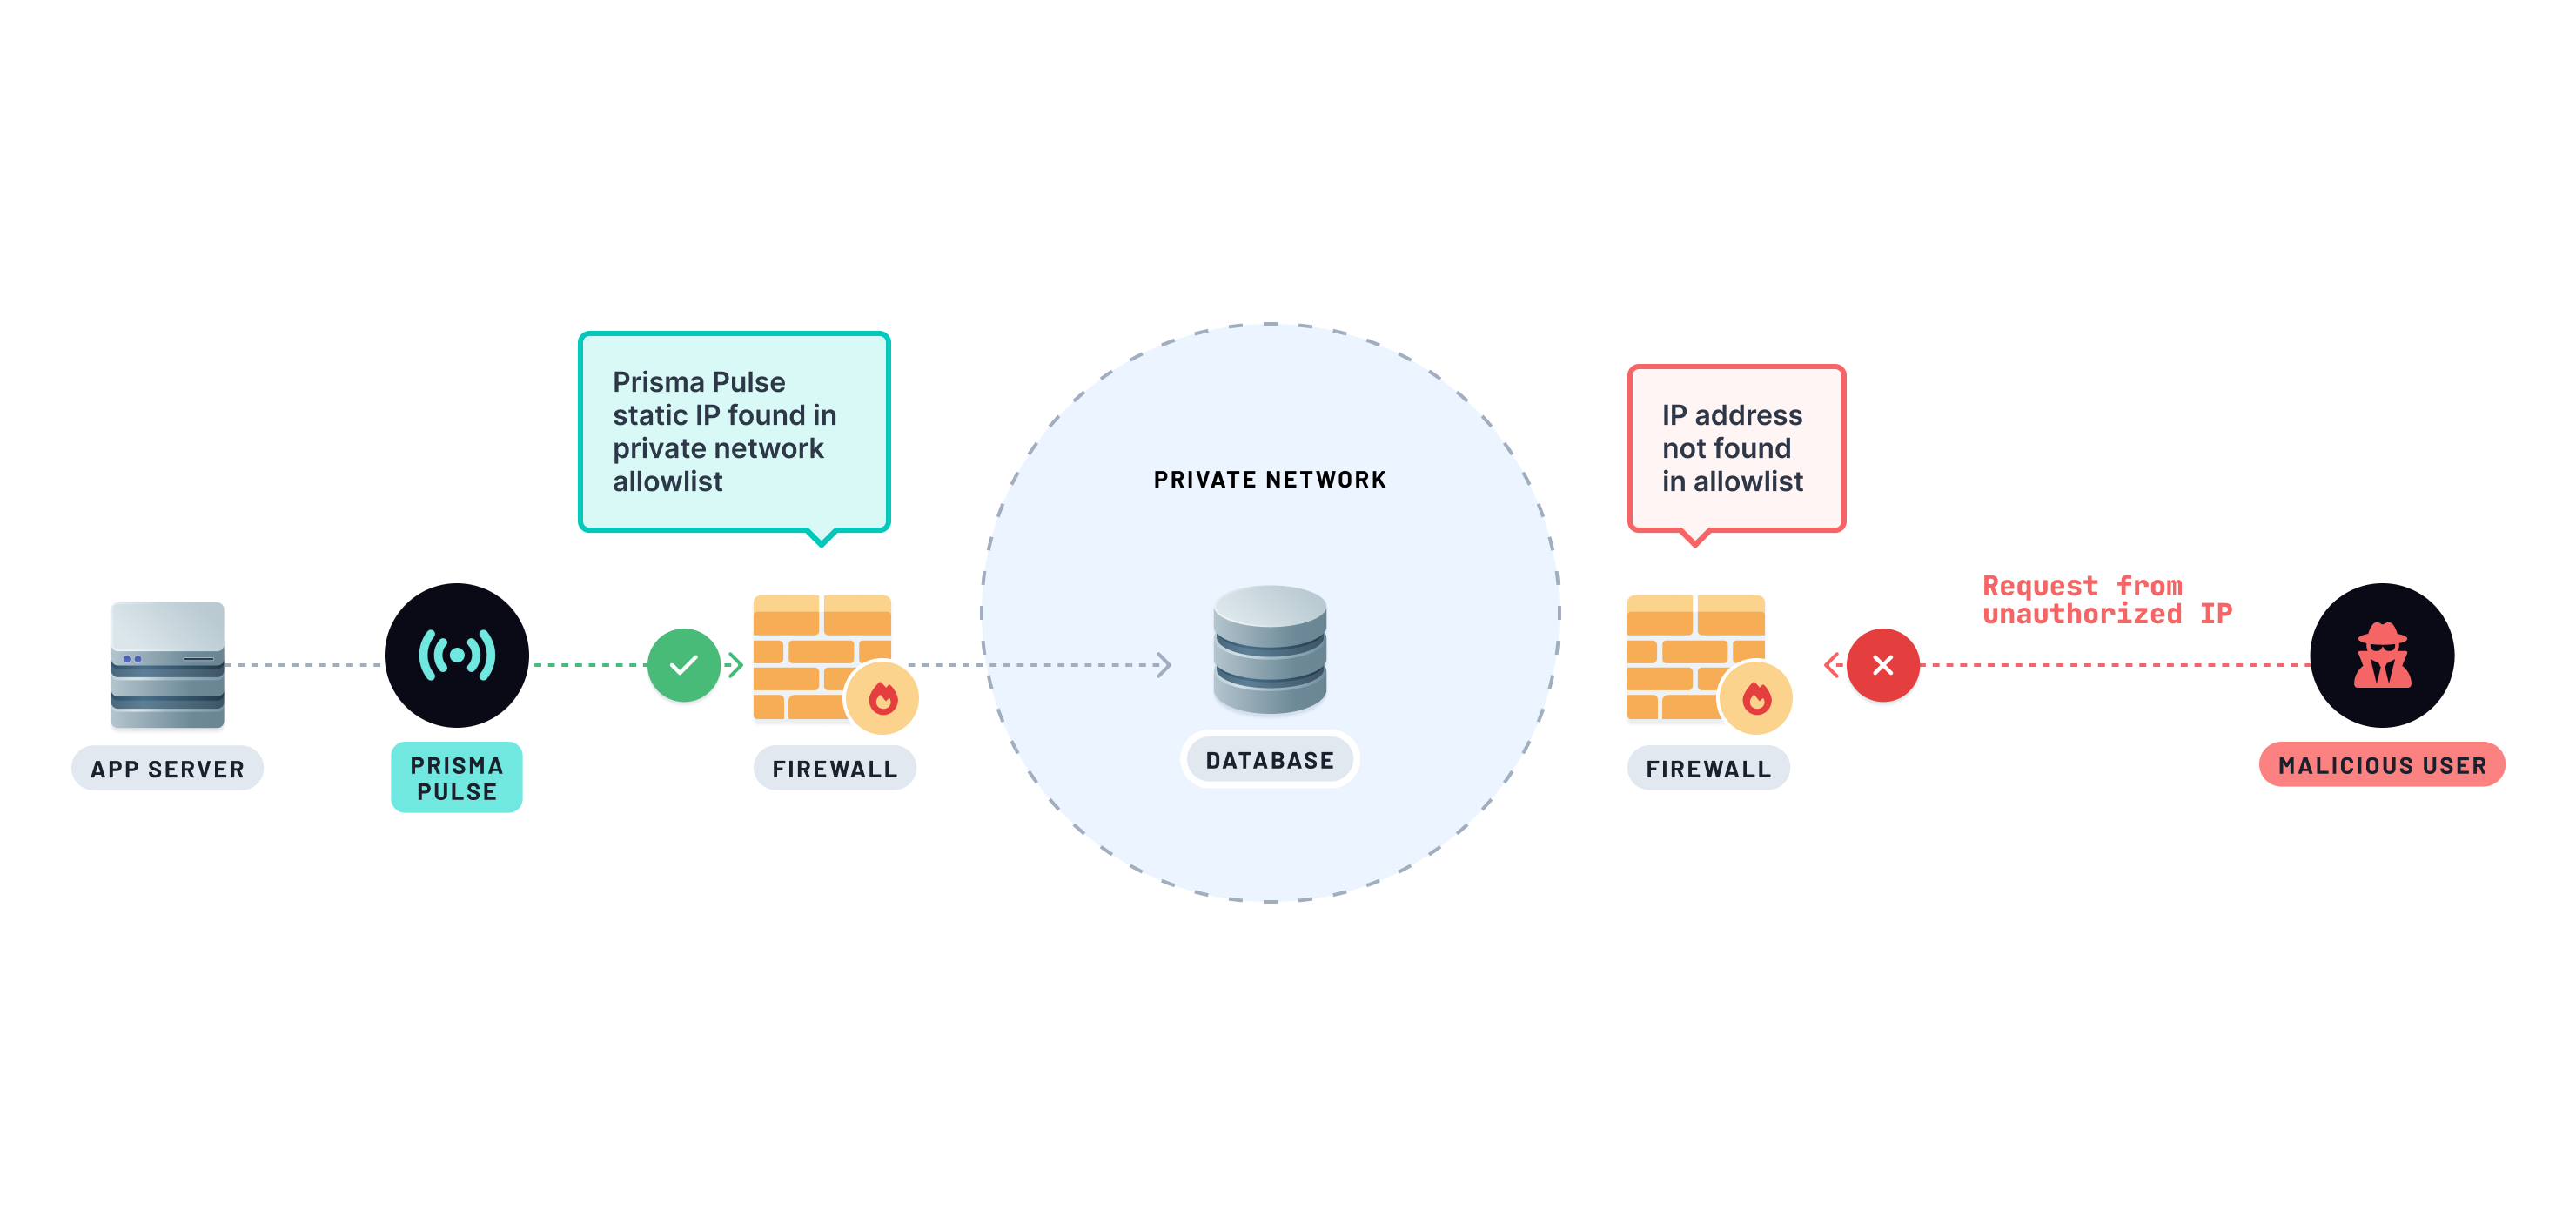 Prisma Pulse
static IP found in
private network
allowlist
PRIVATE NETWORK
IP address
not found
in allowlist
Request from
unauthorized IP
APP SERVER
PRISMA
PULSE
FIREWALL
DATABASE
FIREWALL
MALICIOUS USER